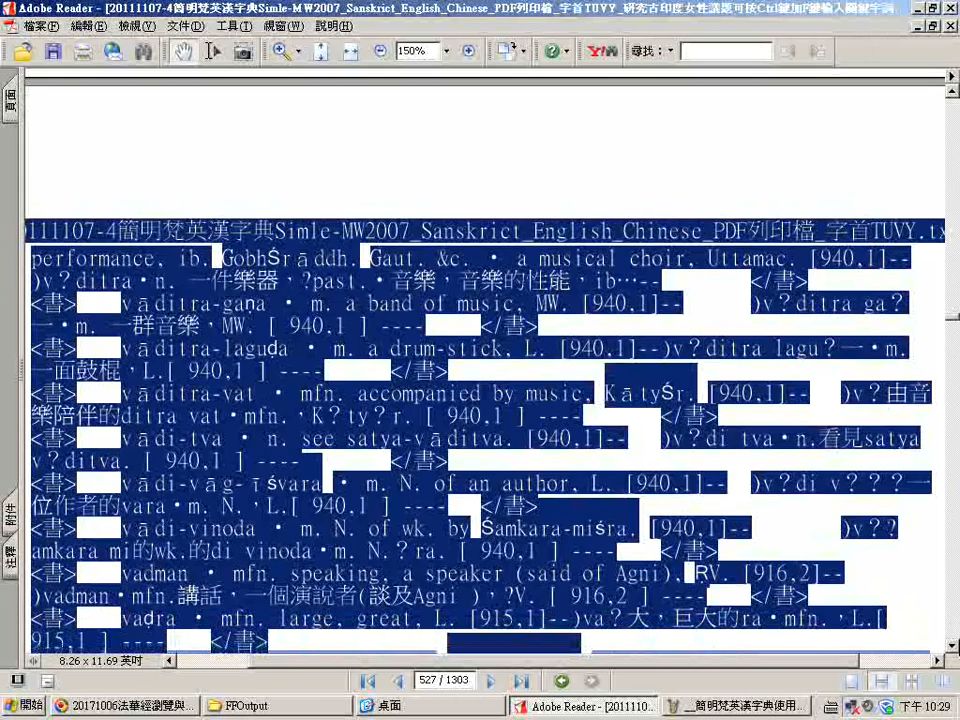 Adobe Reader - [20111107-4簡明梵英漢字典Simle-MW2007_Sanskrict_English_Chinese_PDF列印檔_字首TUVY_研究古印度女性議題可按Ctrl鍵加F鍵輸入關鍵字詞
檔案(F) 編輯(E) 檢視(V) 文件(D) 工具(T) 視窗(W) 說明(H)
150% 尋找：
頁面
附件
注釋
111107-4簡明梵英漢字典Simle-MW2007_Sanskrict_English_Chinese_PDF列印檔_字首TUVY.tx
performance, ib. GobhŚrāddh. Gaut. &c. • a musical choir, Uttamac. [940,1]--
)v？ditra•n. 一件樂器，?past.•音樂，音樂的性能，ib…-- </書>
<書> vāditra-gaṇa • m. a band of music, MW. [940,1]-- )v？ditra ga？
一•m. 一群音樂，MW. [ 940,1 ] ---- </書>
<書> vāditra-laguḍa • m. a drum-stick, L. [940,1]--)v？ditra lagu？一•m.
一面鼓棍，L.[ 940,1 ] ---- </書>
<書> vāditra-vat • mfn. accompanied by music, KātyŚr. [940,1]-- )v？由音
樂陪伴的ditra vat•mfn.，K？ty？r. [ 940,1 ] ---- </書>
<書> vādi-tva • n. see satya-vāditva. [940,1]-- )v？di tva•n.看見satya
v？ditva. [ 940,1 ] ---- </書>
<書> vādi-vāg-īśvara • m. N. of an author, L. [940,1]-- )v？di v？？？一
位作者的vara•m. N.，L.[ 940,1 ] ---- </書>
<書> vādi-vinoda • m. N. of wk. by Śamkara-miśra. [940,1]-- )v？?
amkara mi的wk.的di vinoda•m. N.？ra. [ 940,1 ] ---- </書>
<書> vadman • mfn. speaking, a speaker (said of Agni), RV. [916,2]--
)vadman•mfn.講話，一個演說者(談及Agni )，?V. [ 916,2 ] ---- </書>
<書> vaḍra • mfn. large, great, L. [915,1]--)va？大，巨大的ra•mfn.，L.[
915,1 ] ---- </書>
8.26 x 11.69 英吋
527 / 1303
開始 20171006法華經瀏覽與... FFOutput 桌面 Adobe Reader - [2011110... __簡明梵英漢字典使用... 下午 10:29